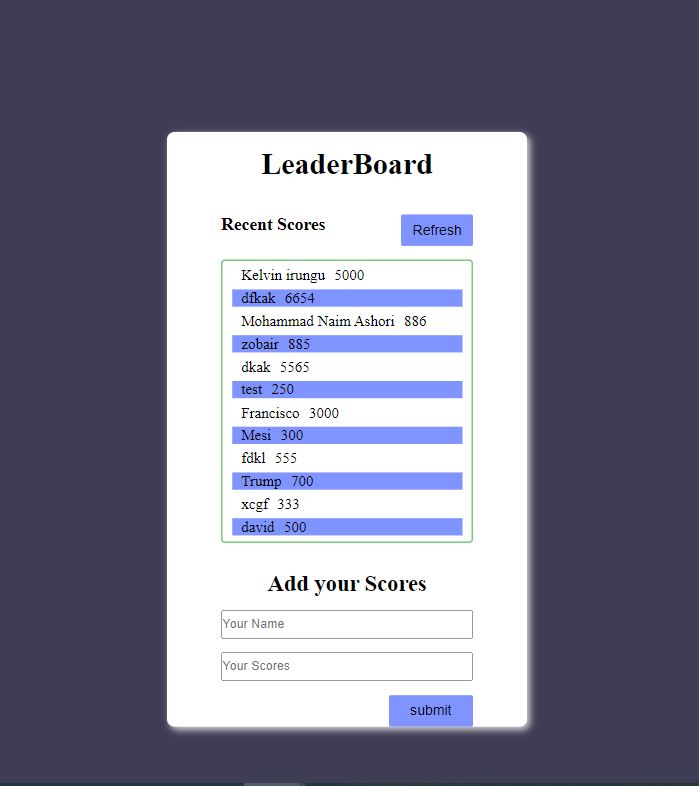 LeaderBoard
Recent Scores
Refresh
Kelvin irungu 5000
dfkak 6654
Mohammad Naim Ashori 886
zobair 885
dkak 5565
test 250
Francisco 3000
Mesi 300
fdkl 555
Trump 700
xcgf 333
david 500
Add your Scores
Your Name
Your Scores
submit